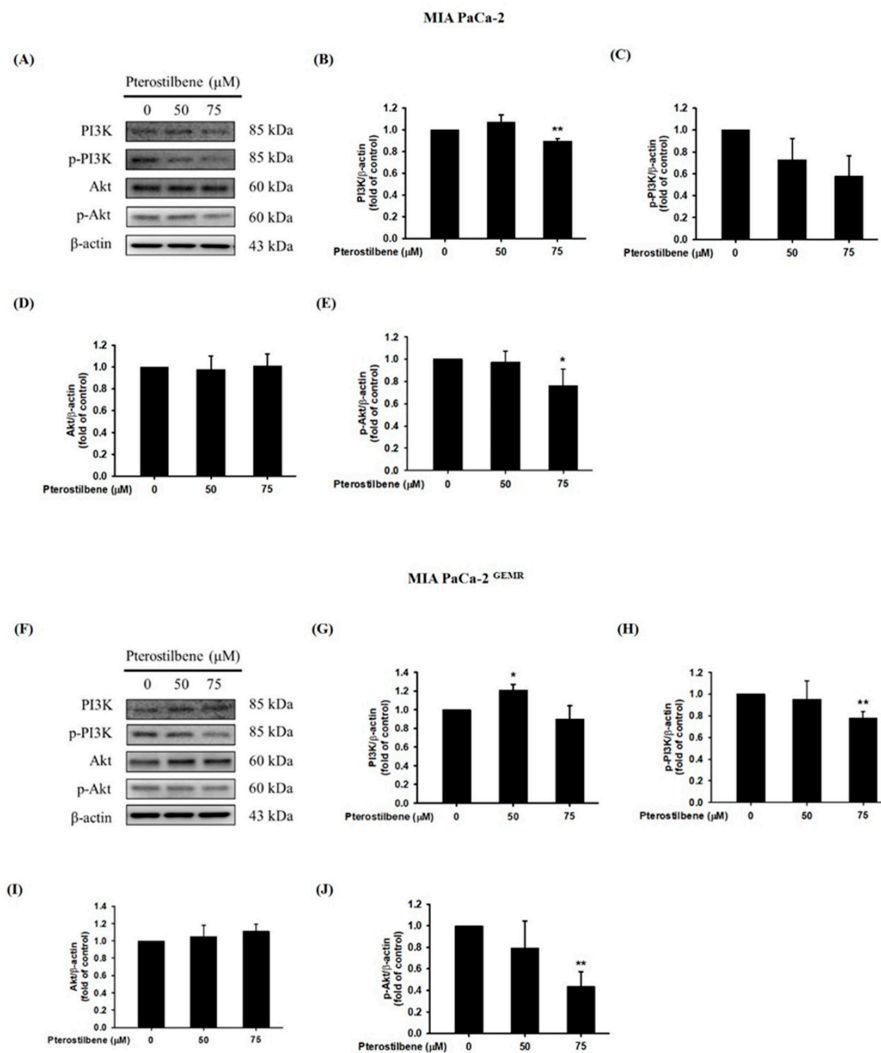 MIA PaCa-2
(A)
Pterostilbene (μM)
0 50 75
PI3K 85 kDa
p-PI3K 85 kDa
Akt 60 kDa
p-Akt 60 kDa
β-actin 43 kDa
(B)
PI3K/β-actin
(fold of control)
1.2
1.0
0.8
0.6
0.4
0.2
0.0
**
Pterostilbene (μM) 0 50 75
(C)
p-PI3K/β-actin
(fold of control)
1.2
1.0
0.8
0.6
0.4
0.2
0.0
Pterostilbene (μM) 0 50 75
(D)
Akt/β-actin
(fold of control)
1.2
1.0
0.8
0.6
0.4
0.2
0.0
Pterostilbene (μM) 0 50 75
(E)
p-Akt/β-actin
(fold of control)
1.2
1.0
0.8
0.6
0.4
0.2
0.0
*
Pterostilbene (μM) 0 50 75
MIA PaCa-2 GEMR
(F)
Pterostilbene (μM)
0 50 75
PI3K 85 kDa
p-PI3K 85 kDa
Akt 60 kDa
p-Akt 60 kDa
β-actin 43 kDa
(G)
PI3K/β-actin
(fold of control)
1.4
1.2
1.0
0.8
0.6
0.4
0.2
0.0
*
Pterostilbene (μM) 0 50 75
(H)
p-PI3K/β-actin
(fold of control)
1.2
1.0
0.8
0.6
0.4
0.2
0.0
**
Pterostilbene (μM) 0 50 75
(I)
Akt/β-actin
(fold of control)
1.4
1.2
1.0
0.8
0.6
0.4
0.2
0.0
Pterostilbene (μM) 0 50 75
(J)
p-Akt/β-actin
(fold of control)
1.2
1.0
0.8
0.6
0.4
0.2
0.0
**
Pterostilbene (μM) 0 50 75